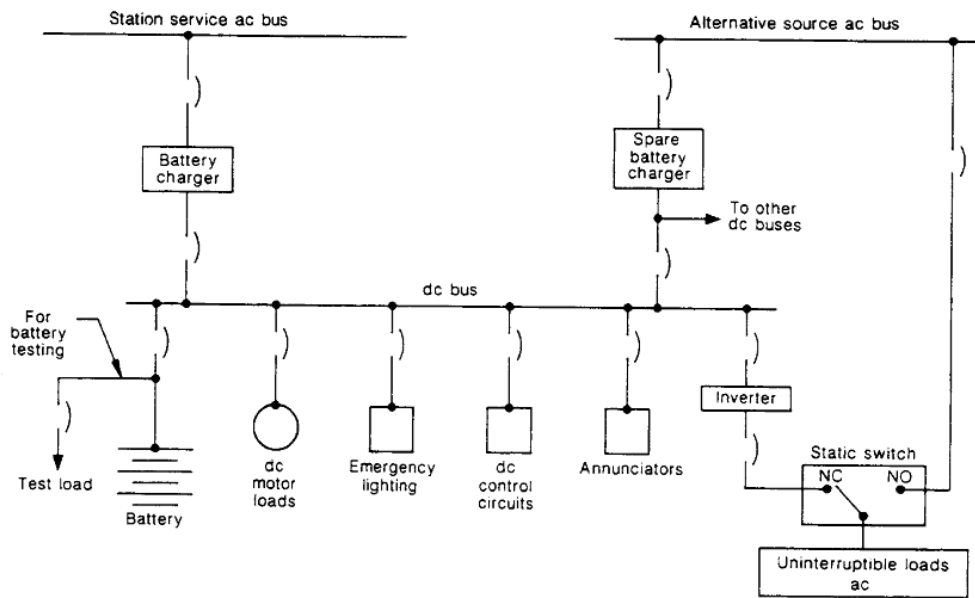 Station service ac bus
Alternative source ac bus
Battery
charger
Spare
battery
charger
To other
dc buses
dc bus
For
battery
testing
Inverter
Static switch
NC
NO
Test load
Battery
dc
motor
loads
Emergency
lighting
dc
control
circuits
Annunciators
Uninterruptible loads
ac